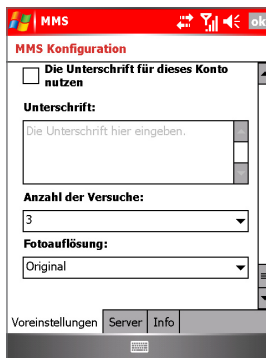 MMS
ok
MMS Konfiguration
Die Unterschrift für dieses Konto
nutzen
Unterschrift:
Die Unterschrift hier eingeben.
Anzahl der Versuche:
3
Fotoauflösung:
Original
Voreinstellungen Server Info